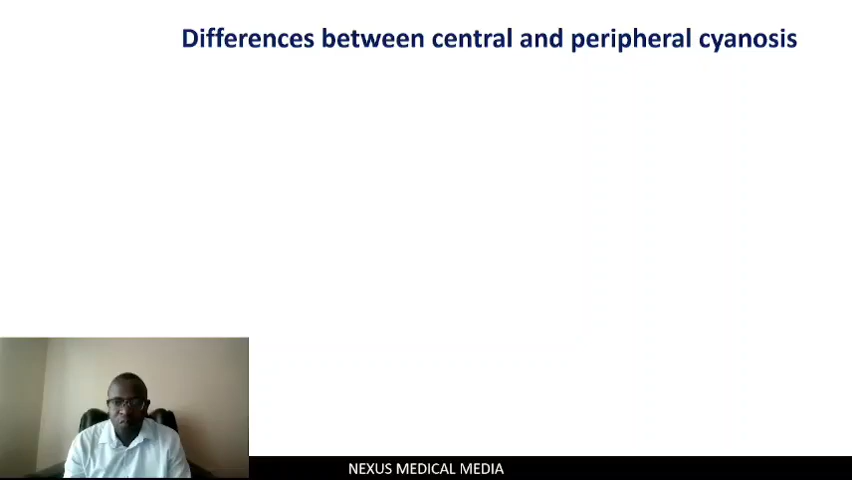 Differences between central and peripheral cyanosis
NEXUS MEDICAL MEDIA